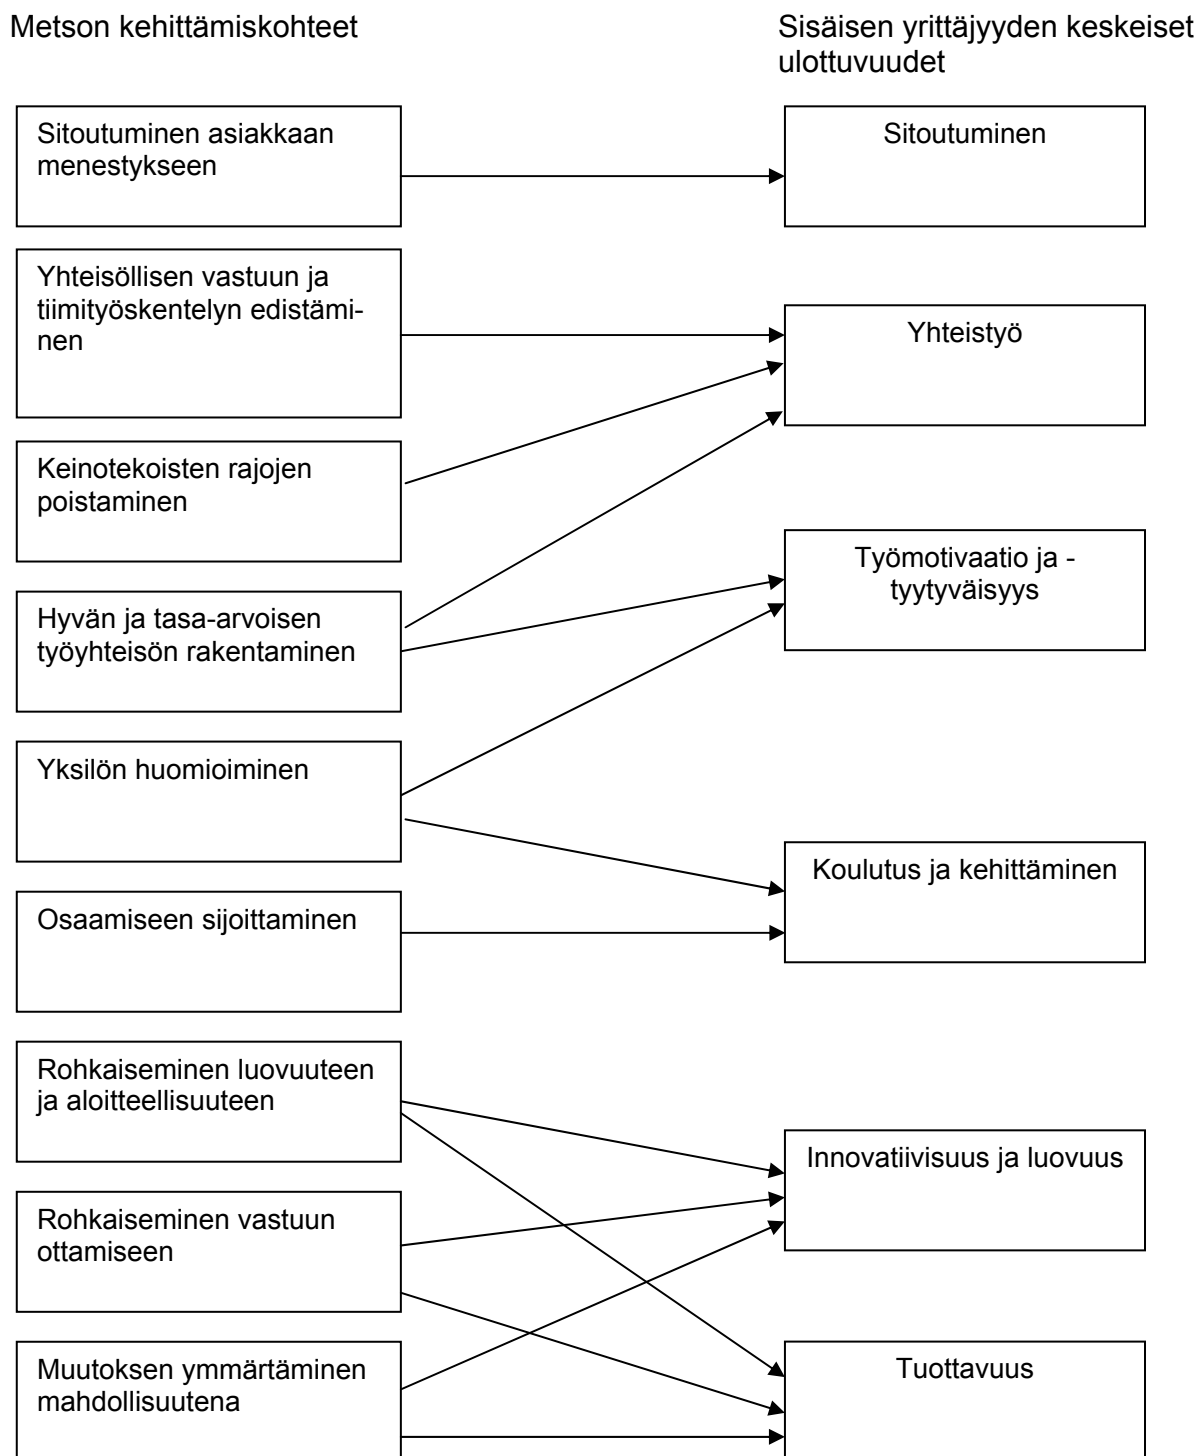 Metson kehittämiskohteet
Sisäisen yrittäjyyden keskeiset
ulottuvuudet
Sitoutuminen asiakkaan
menestykseen
Sitoutuminen
Yhteisöllisen vastuun ja
tiimityöskentelyn edistämi-
nen
Yhteistyö
Keinotekoisten rajojen
poistaminen
Työmotivaatio ja -
tyytyväisyys
Hyvän ja tasa-arvoisen
työyhteisön rakentaminen
Yksilön huomioiminen
Koulutus ja kehittäminen
Osaamiseen sijoittaminen
Rohkaiseminen luovuuteen
ja aloitteellisuuteen
Innovatiivisuus ja luovuus
Rohkaiseminen vastuun
ottamiseen
Muutoksen ymmärtäminen
mahdollisuutena
Tuottavuus